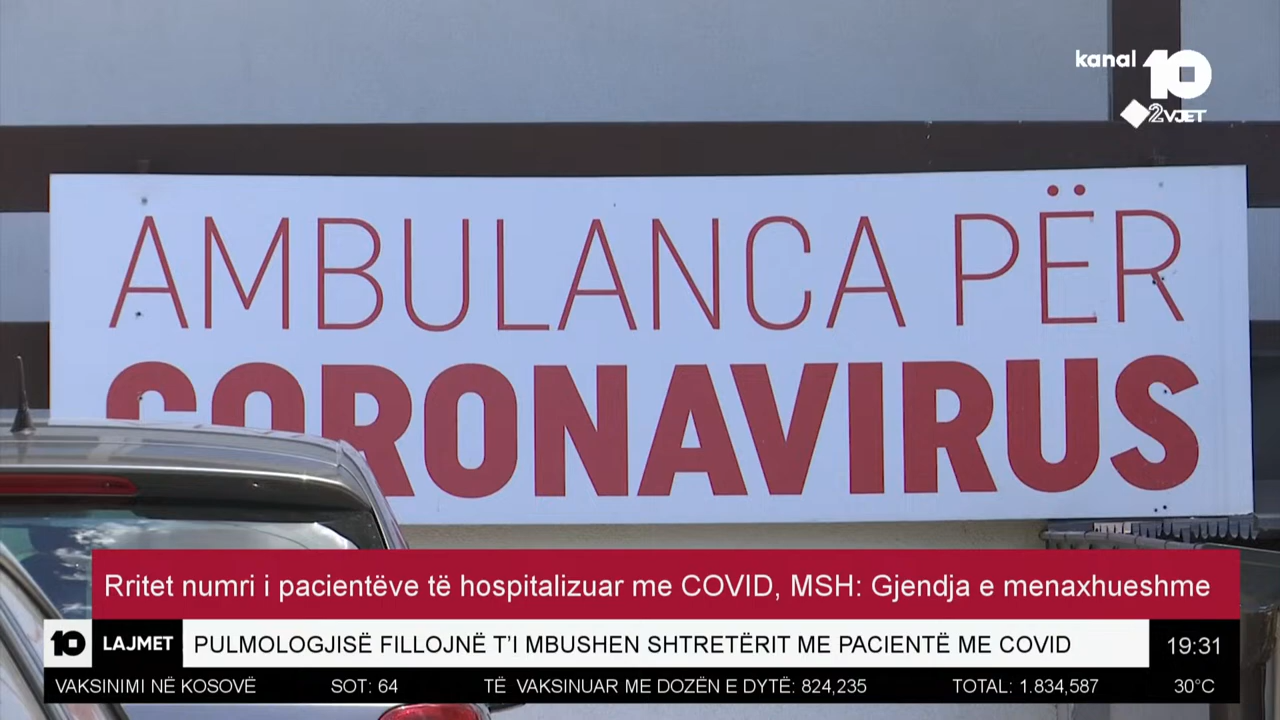 kanal 10
2VJET
AMBULANCA PËR
CORONAVIRUS
Rritet numri i pacientëve të hospitalizuar me COVID, MSH: Gjendja e menaxhueshme
10 LAJMET PULMOLOGJISË FILLOJNË T'I MBUSHEN SHTRETËRIT ME PACIENTË ME COVID 19:31
VAKSINIMI NË KOSOVË SOT: 64 TË VAKSINUAR ME DOZËN E DYTË: 824,235 TOTAL: 1.834,587 30°C